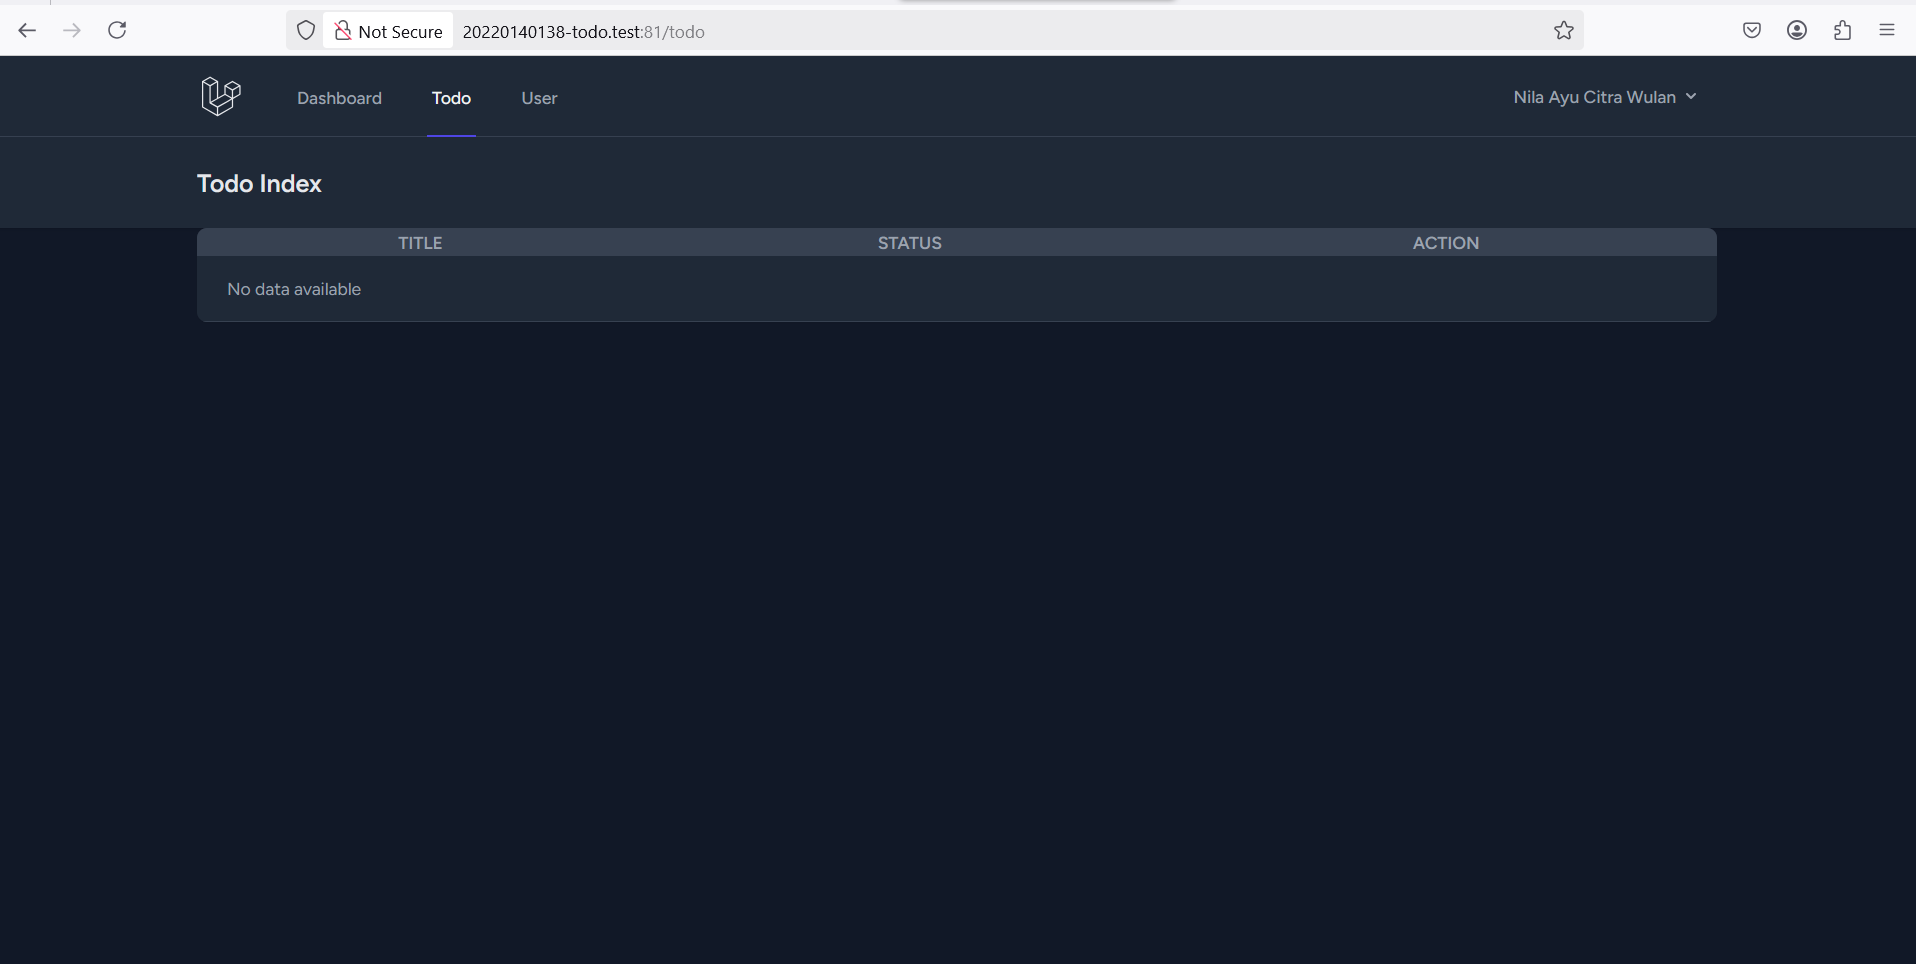 Not Secure 20220140138-todo.test:81/todo
Dashboard Todo User Nila Ayu Citra Wulan
Todo Index
TITLE STATUS ACTION
No data available